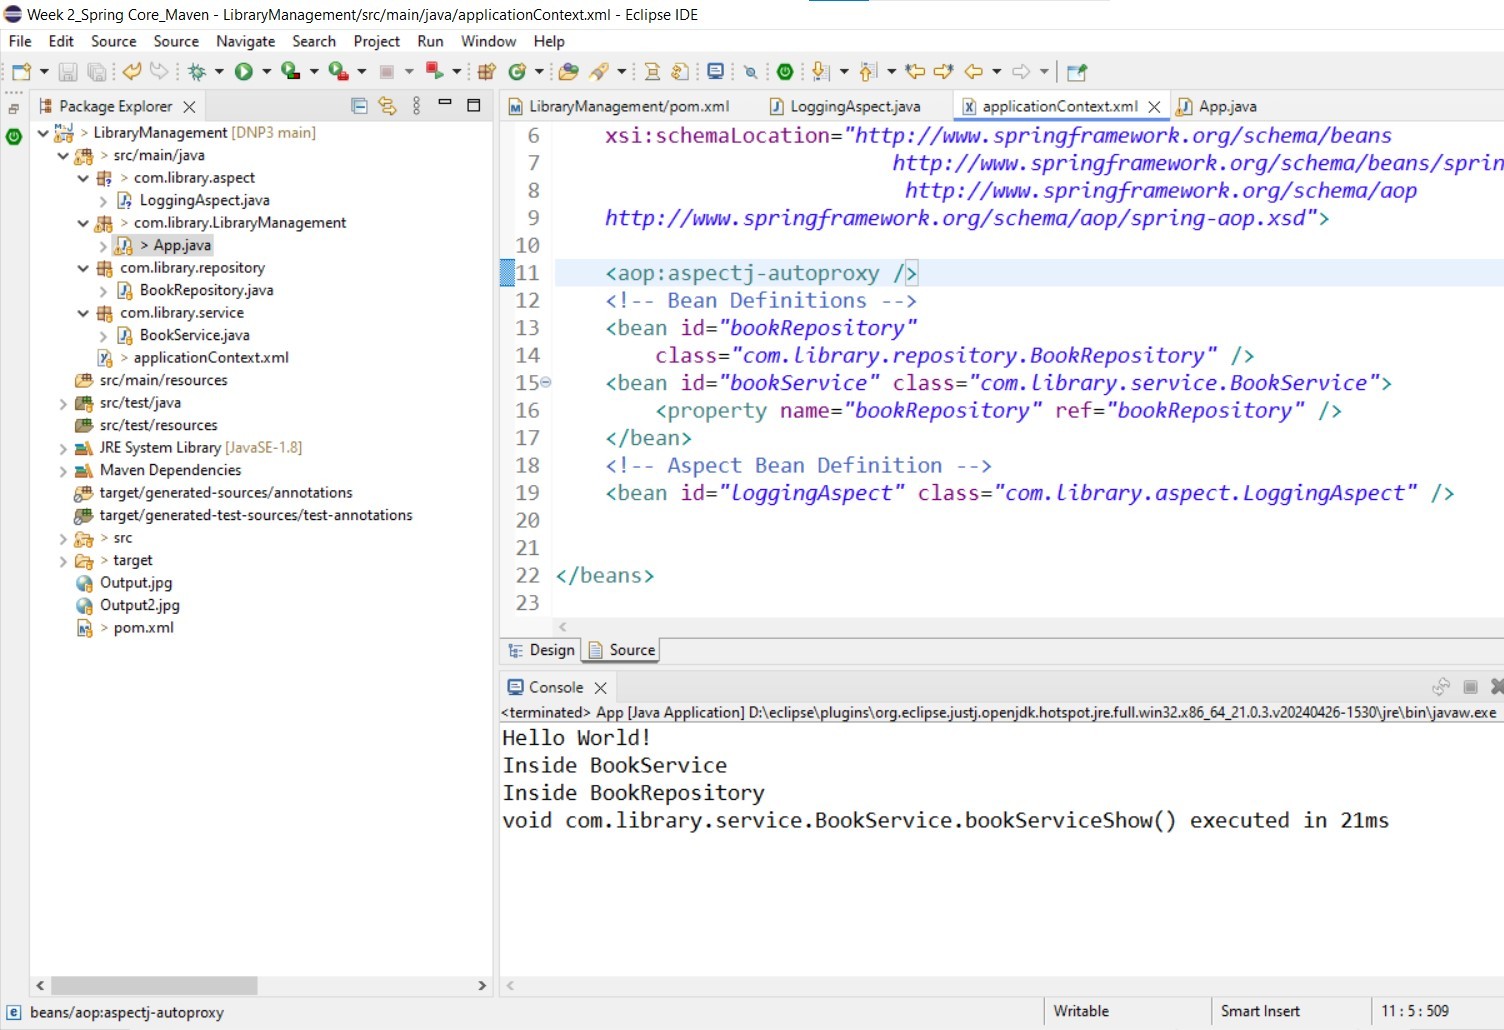 Week 2_Spring Core_Maven - LibraryManagement/src/main/java/applicationContext.xml - Eclipse IDE
File Edit Source Source Navigate Search Project Run Window Help
Package Explorer
> LibraryManagement [DNP3 main]
> src/main/java
> com.library.aspect
LoggingAspect.java
> com.library.LibraryManagement
> App.java
com.library.repository
BookRepository.java
com.library.service
BookService.java
> applicationContext.xml
src/main/resources
src/test/java
src/test/resources
JRE System Library [JavaSE-1.8]
Maven Dependencies
target/generated-sources/annotations
target/generated-test-sources/test-annotations
> src
> target
Output.jpg
Output2.jpg
> pom.xml
LibraryManagement/pom.xml LoggingAspect.java applicationContext.xml App.java
6 xsi:schemaLocation="http://www.springframework.org/schema/beans
7 http://www.springframework.org/schema/beans/sprin
8 http://www.springframework.org/schema/aop
9 http://www.springframework.org/schema/aop/spring-aop.xsd">
10
11 <aop:aspectj-autoproxy />
12 <!-- Bean Definitions -->
13 <bean id="bookRepository"
14 class="com.library.repository.BookRepository" />
15 <bean id="bookService" class="com.library.service.BookService">
16 <property name="bookRepository" ref="bookRepository" />
17 </bean>
18 <!-- Aspect Bean Definition -->
19 <bean id="loggingAspect" class="com.library.aspect.LoggingAspect" />
20
21
22 </beans>
23
Design Source
Console
<terminated> App [Java Application] D:\eclipse\plugins\org.eclipse.justj.openjdk.hotspot.jre.full.win32.x86_64_21.0.3.v20240426-1530\jre\bin\javaw.exe
Hello World!
Inside BookService
Inside BookRepository
void com.library.service.BookService.bookServiceShow() executed in 21ms
beans/aop:aspectj-autoproxy
Writable Smart Insert 11 : 5 : 509